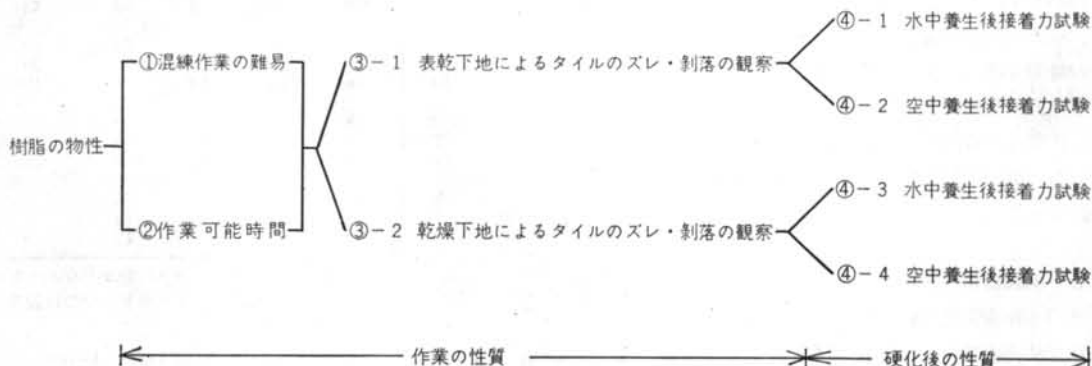 ④-1 水中養生後接着力試験
①混練作業の難易
③-1 表乾下地によるタイルのズレ・剝落の観察
④-2 空中養生後接着力試験
樹脂の物性
④-3 水中養生後接着力試験
②作業可能時間
③-2 乾燥下地によるタイルのズレ・剝落の観察
④-4 空中養生後接着力試験
作業の性質
硬化後の性質